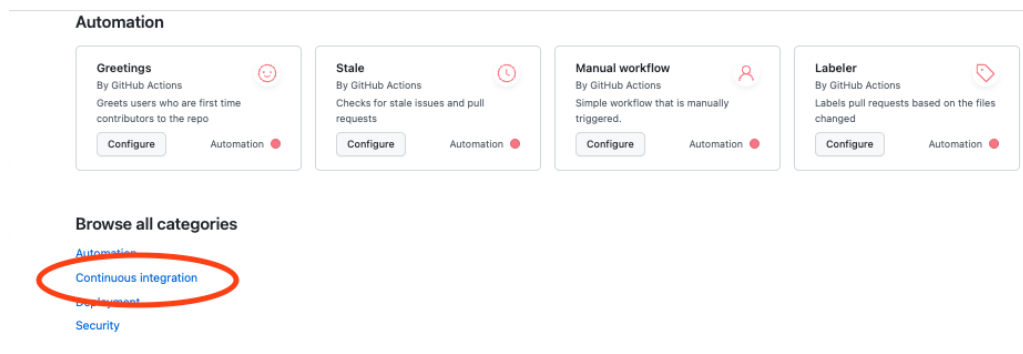 Automation
Greetings
By GitHub Actions
Greets users who are first time
contributors to the repo
Configure
Automation
Stale
By GitHub Actions
Checks for stale issues and pull
requests
Configure
Automation
Manual workflow
By GitHub Actions
Simple workflow that is manually
triggered.
Configure
Automation
Labeler
By GitHub Actions
Labels pull requests based on the files
changed
Configure
Automation
Browse all categories
Automation
Continuous integration
Deployment
Security